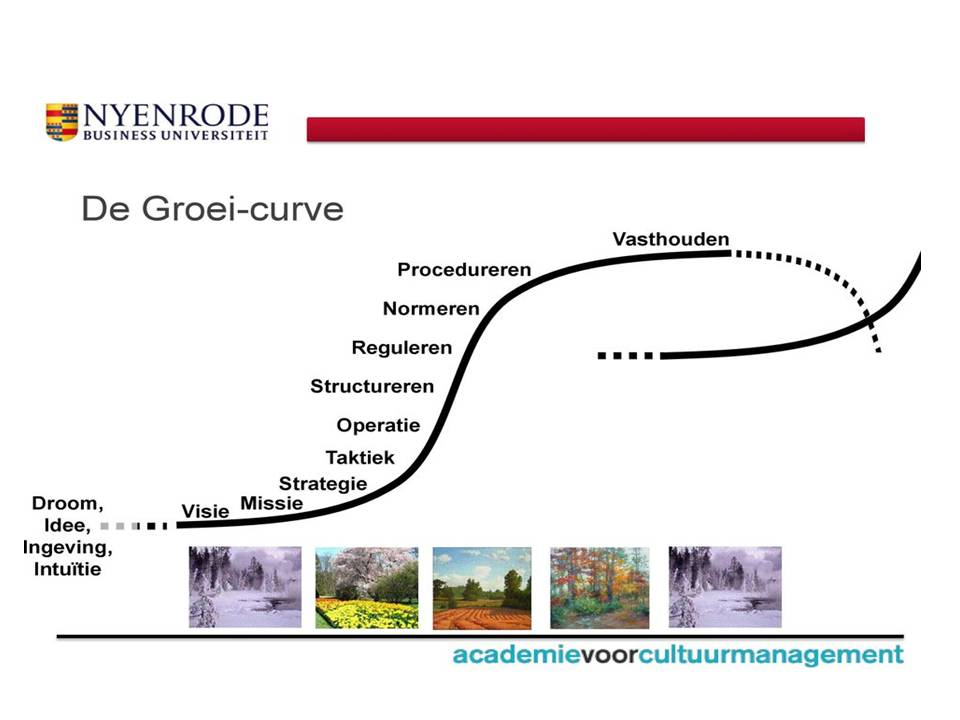 NYENRODE
BUSINESS UNIVERSITEIT
De Groei-curve
Vasthouden
Procedureren
Normeren
Reguleren
Structureren
Operatie
Taktiek
Strategie
Missie
Visie
Droom,
Idee,
Ingeving,
Intuïtie
academievoorcultuurmanagement